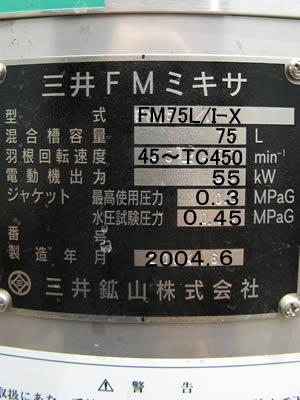 三井FMミキサ
型 式 FM75L/I-X
混合槽容量 75 L
羽根回転速度 45～TC450 min⁻¹
電動機出力 55 kW
ジャケット 最高使用圧力 0.3 MPaG
水圧試験圧力 0.45 MPaG
番 号
製造年月 2004.6
三井鉱山株式会社
⚠ 警告